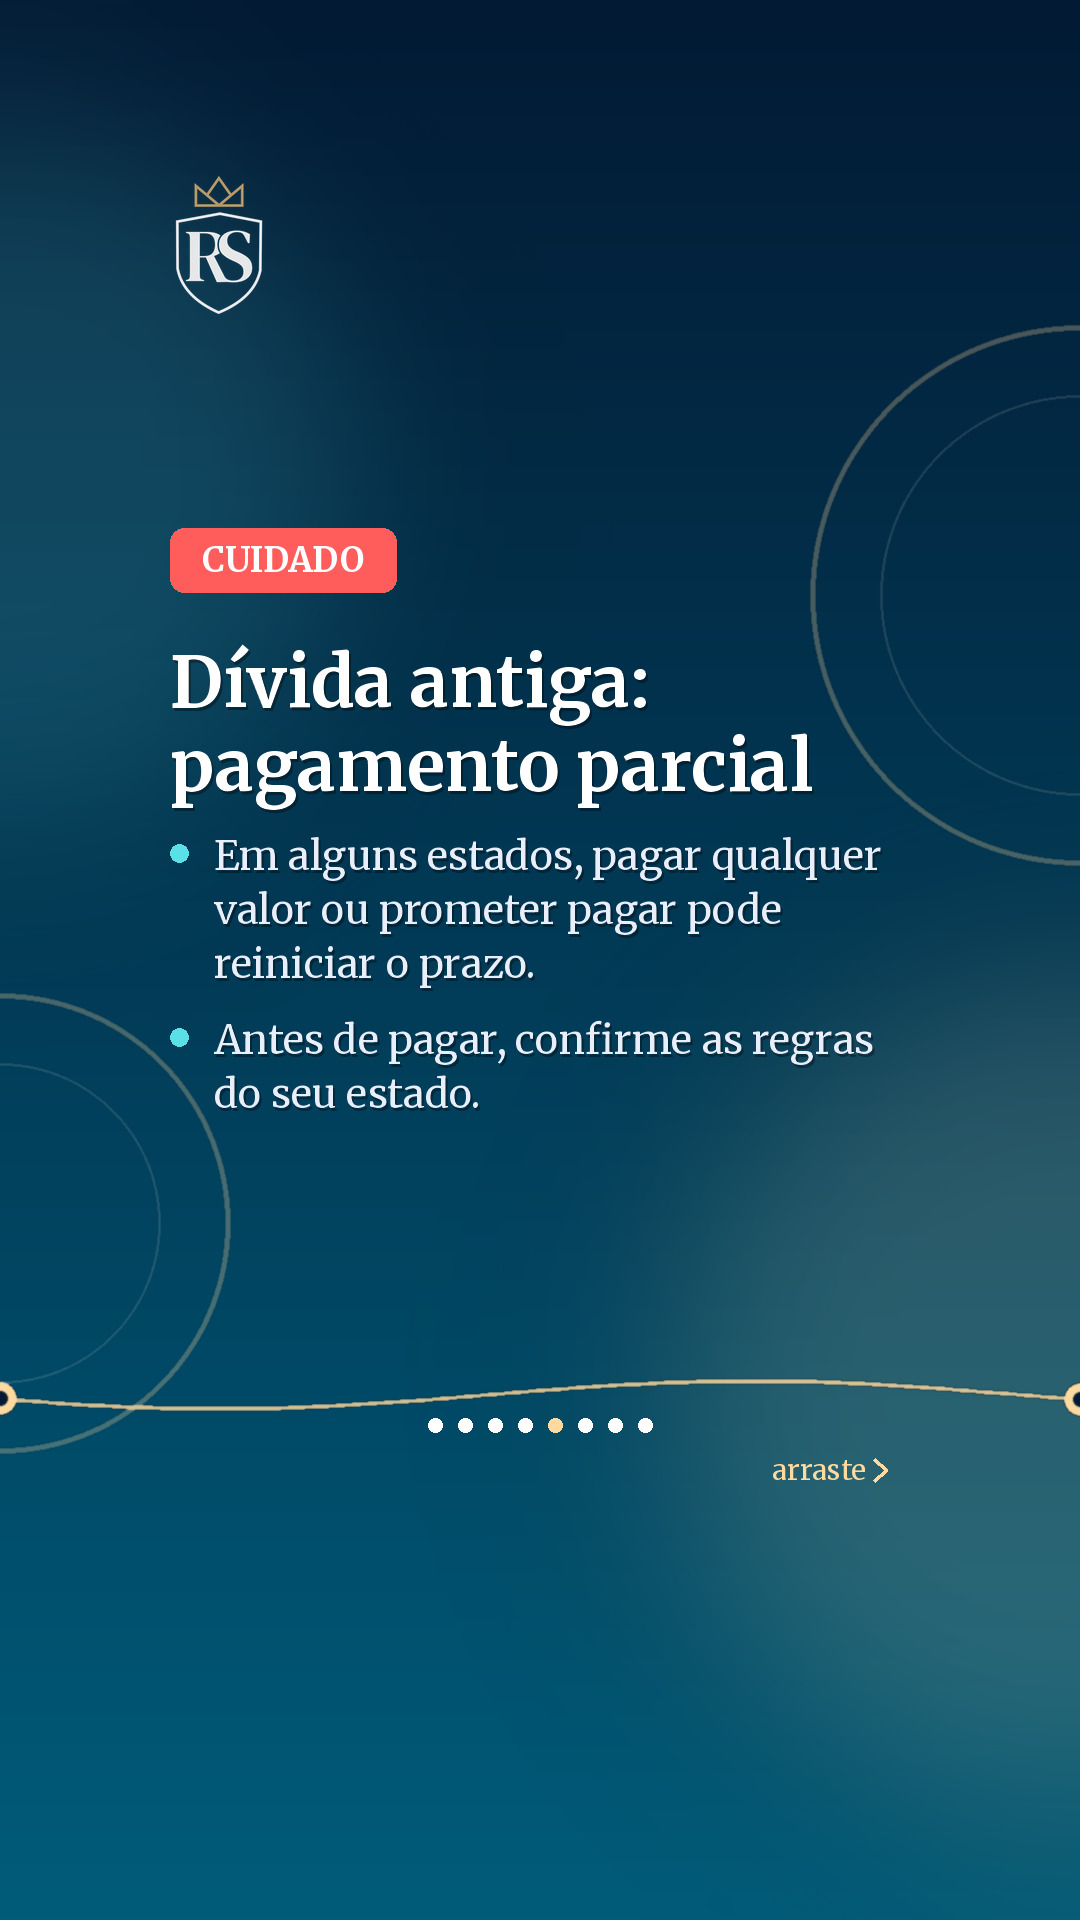 RS
CUIDADO
Dívida antiga:
pagamento parcial
Em alguns estados, pagar qualquer
valor ou prometer pagar pode
reiniciar o prazo.
Antes de pagar, confirme as regras
do seu estado.
arraste